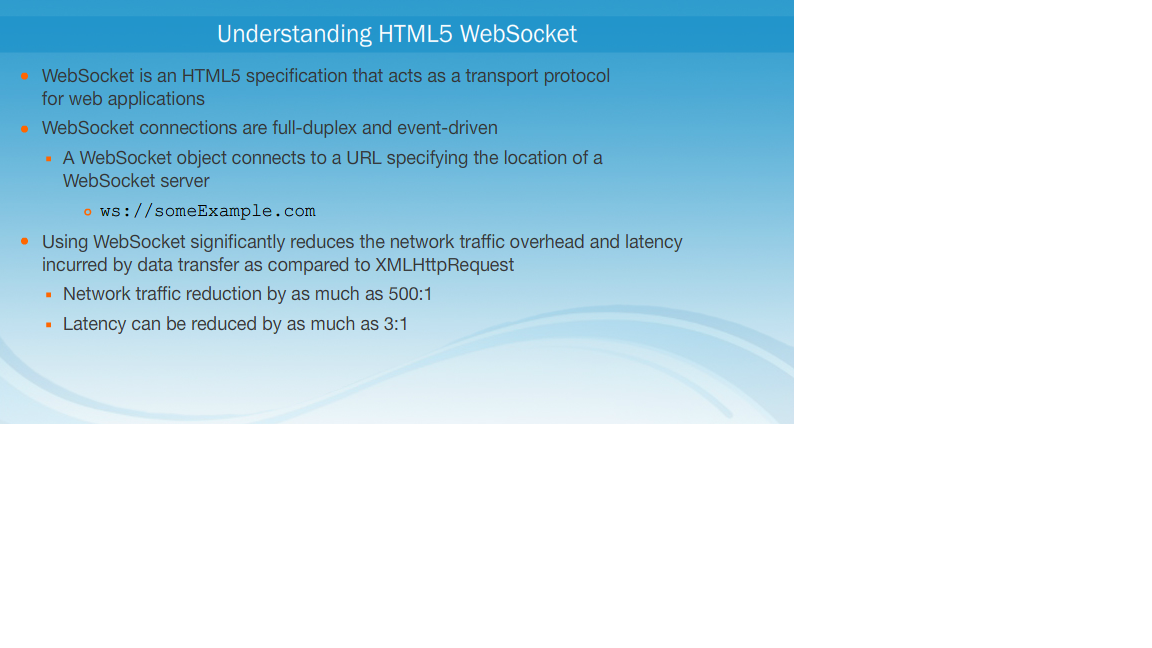 Understanding HTML5 WebSocket
WebSocket is an HTML5 specification that acts as a transport protocol
for web applications
WebSocket connections are full-duplex and event-driven
A WebSocket object connects to a URL specifying the location of a
WebSocket server
ws://someExample.com
Using WebSocket significantly reduces the network traffic overhead and latency
incurred by data transfer as compared to XMLHttpRequest
Network traffic reduction by as much as 500:1
Latency can be reduced by as much as 3:1